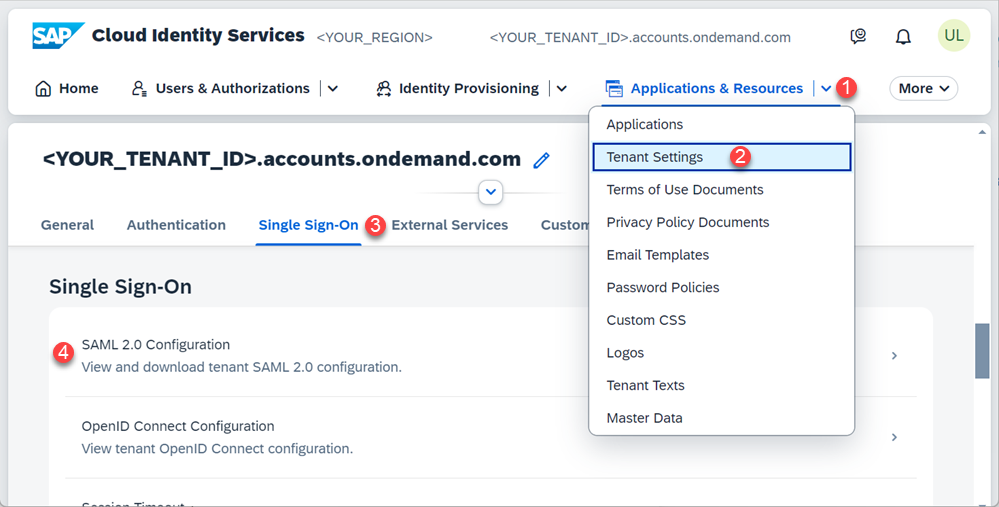 SAP Cloud Identity Services <YOUR_REGION> <YOUR_TENANT_ID>.accounts.ondemand.com UL
Home Users & Authorizations Identity Provisioning Applications & Resources 1 More
Applications
Tenant Settings 2
Terms of Use Documents
Privacy Policy Documents
Email Templates
Password Policies
Custom CSS
Logos
Tenant Texts
Master Data
<YOUR_TENANT_ID>.accounts.ondemand.com
General Authentication Single Sign-On 3 External Services Custom
Single Sign-On
4 SAML 2.0 Configuration
View and download tenant SAML 2.0 configuration.
OpenID Connect Configuration
View tenant OpenID Connect configuration.
Session Timeout